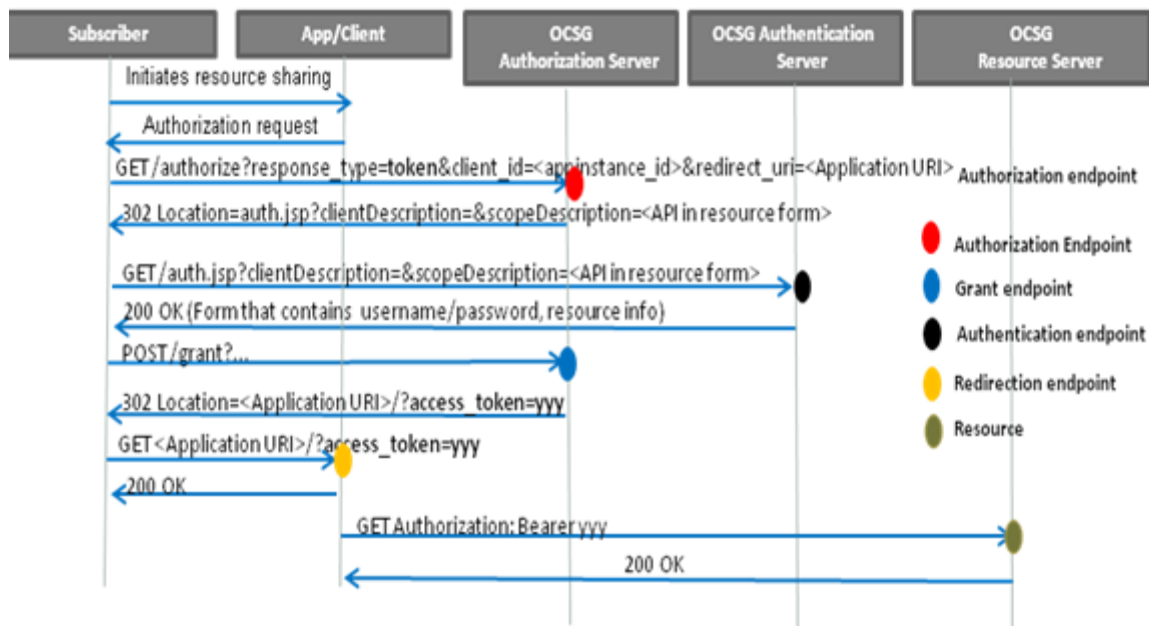 Subscriber
App/Client
OCSG
Authorization Server
OCSG Authentication
Server
OCSG
Resource Server
Initiates resource sharing
Authorization request
GET/authorize?response_type=token&client_id=<appinstance_id>&redirect_uri=<Application URI>
Authorization endpoint
302 Location=auth.jsp?clientDescription=&scopeDescription=<API in resource form>
Authorization Endpoint
GET/auth.jsp?clientDescription=&scopeDescription=<API in resource form>
Grant endpoint
200 OK (Form that contains username/password, resource info)
Authentication endpoint
POST/grant?...
Redirection endpoint
302 Location=<Application URI>/?access_token=yyy
Resource
GET<Application URI>/?access_token=yyy
200 OK
GET Authorization: Bearer yyy
200 OK